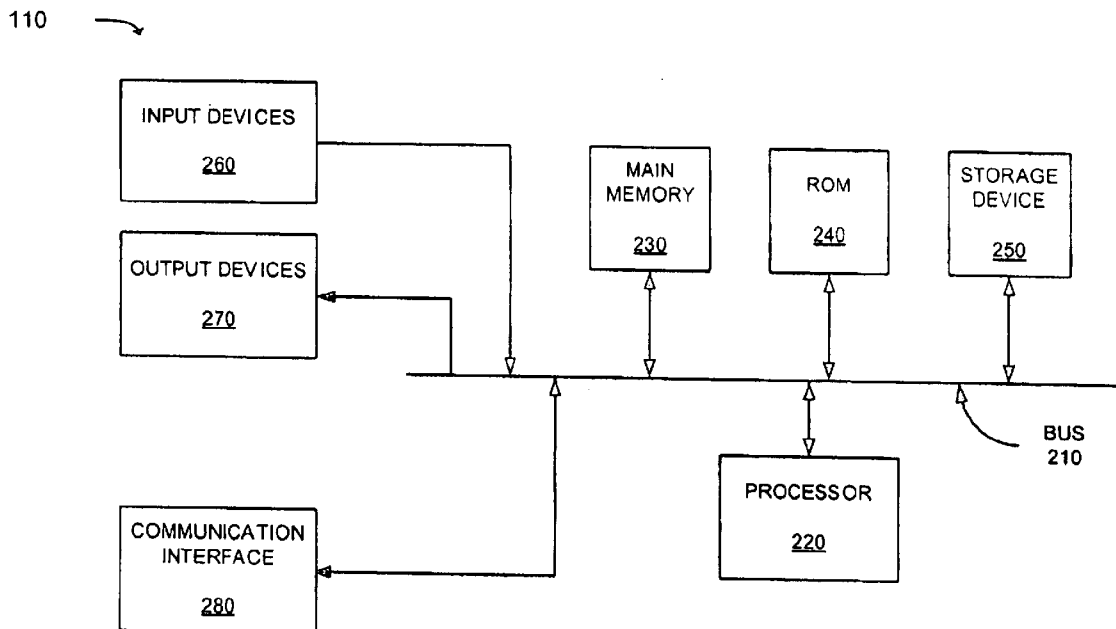 110
INPUT DEVICES
260
OUTPUT DEVICES
270
MAIN
MEMORY
230
ROM
240
STORAGE
DEVICE
250
BUS
210
PROCESSOR
220
COMMUNICATION
INTERFACE
280